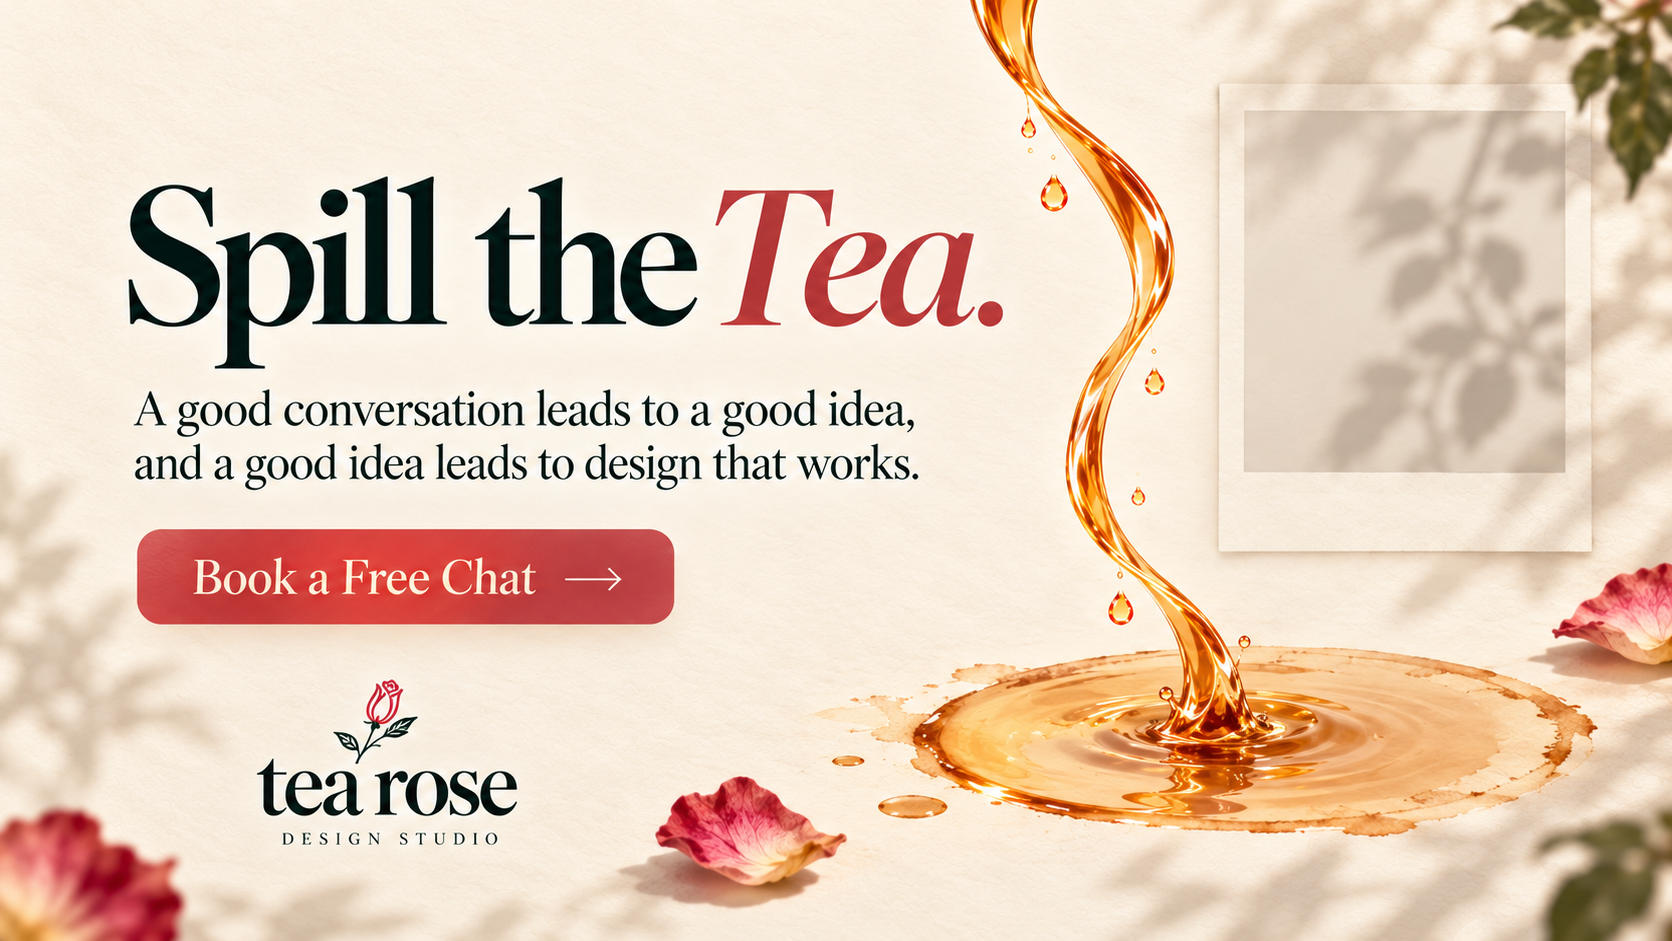 Spill the Tea.
A good conversation leads to a good idea,
and a good idea leads to design that works.
Book a Free Chat →
tea rose
DESIGN STUDIO